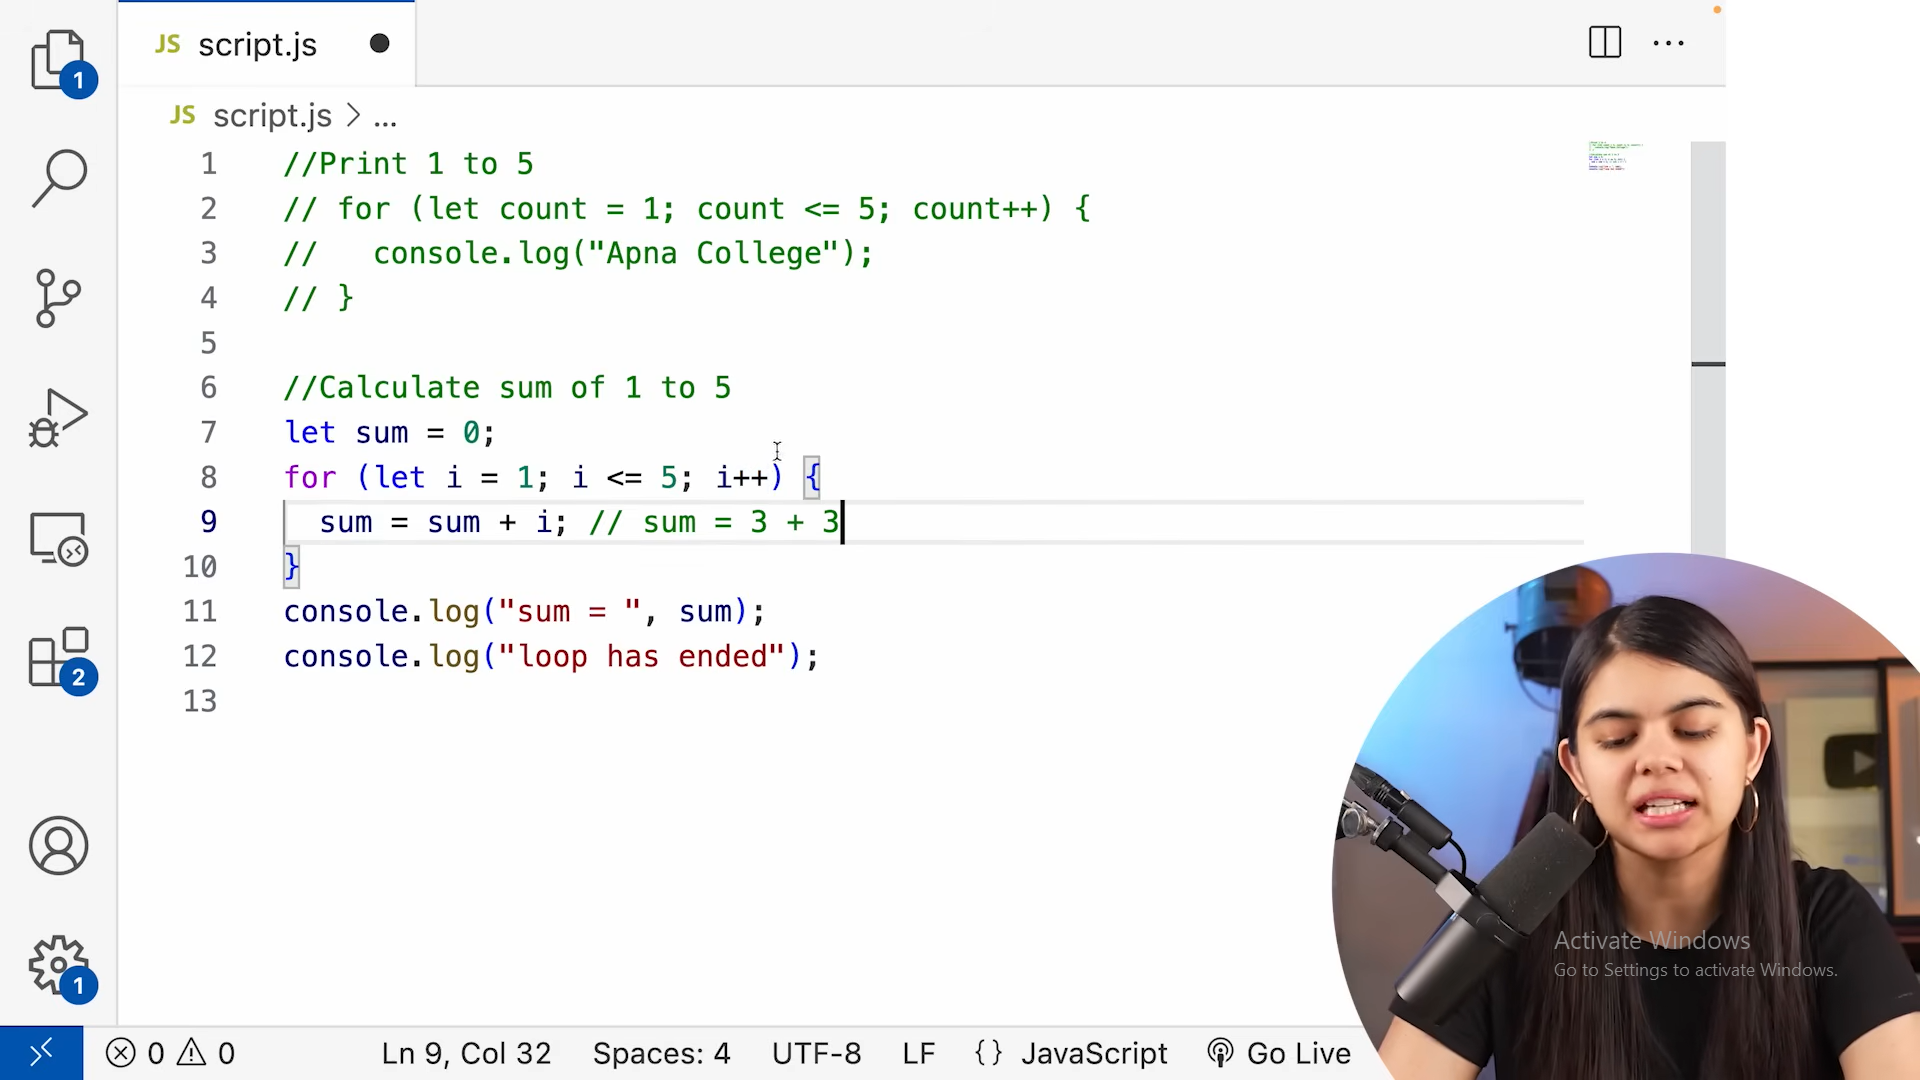 JS script.js
JS script.js > ...
1 //Print 1 to 5
2 // for (let count = 1; count <= 5; count++) {
3 //   console.log("Apna College");
4 // }
5
6 //Calculate sum of 1 to 5
7 let sum = 0;
8 for (let i = 1; i <= 5; i++) {
9   sum = sum + i; // sum = 3 + 3
10 }
11 console.log("sum = ", sum);
12 console.log("loop has ended");
13
1
2
1
Activate Windows
Go to Settings to activate Windows.
0 0 Ln 9, Col 32 Spaces: 4 UTF-8 LF {} JavaScript Go Live